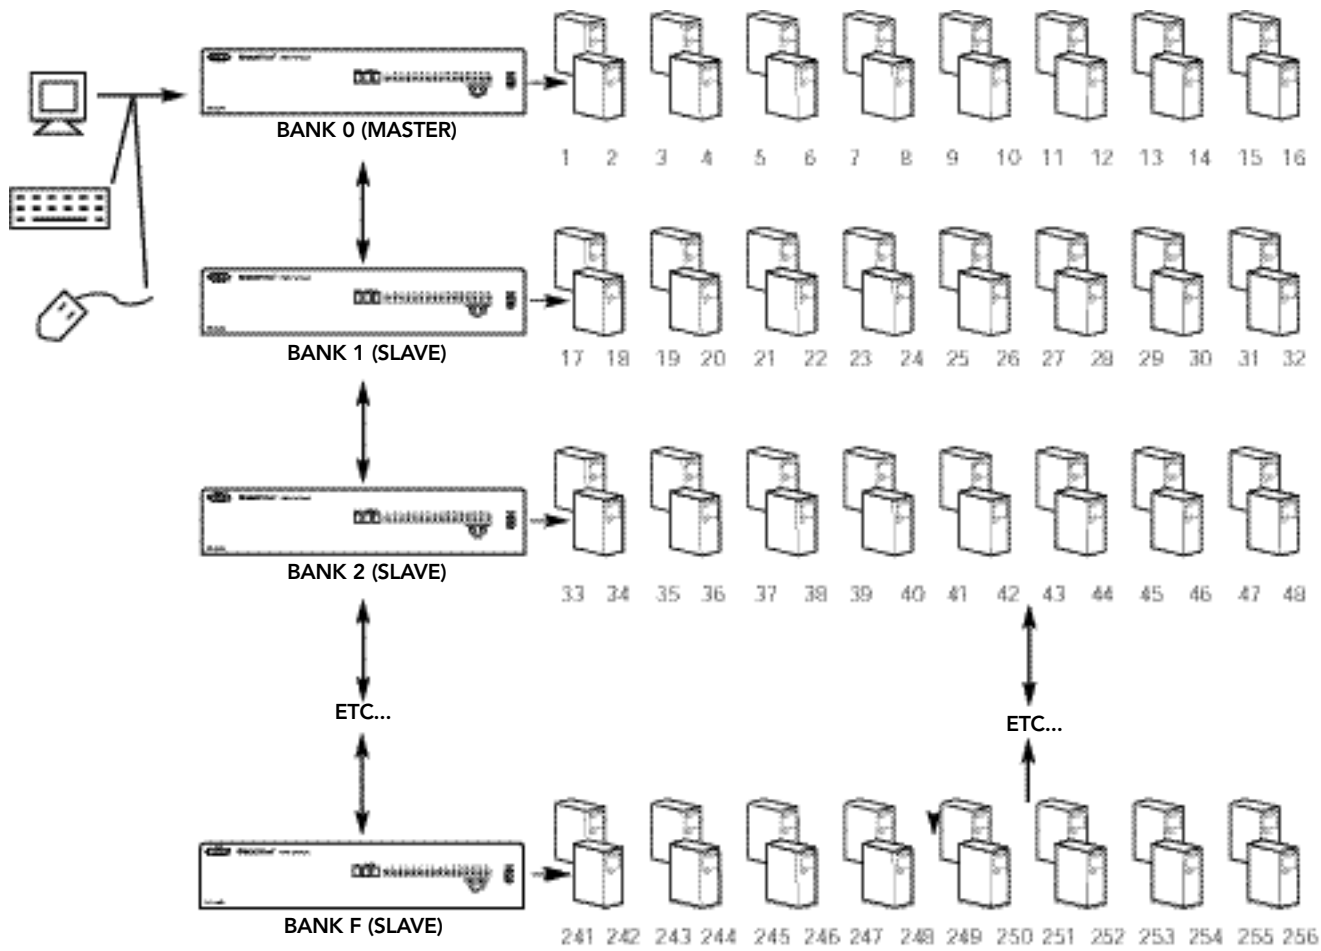 BANK 0 (MASTER)
1 2 3 4 5 6 7 8 9 10 11 12 13 14 15 16
BANK 1 (SLAVE)
17 18 19 20 21 22 23 24 25 26 27 28 29 30 31 32
BANK 2 (SLAVE)
33 34 35 36 37 38 39 40 41 42 43 44 45 46 47 48
ETC...
ETC...
BANK F (SLAVE)
241 242 243 244 245 246 247 248 249 250 251 252 253 254 255 256